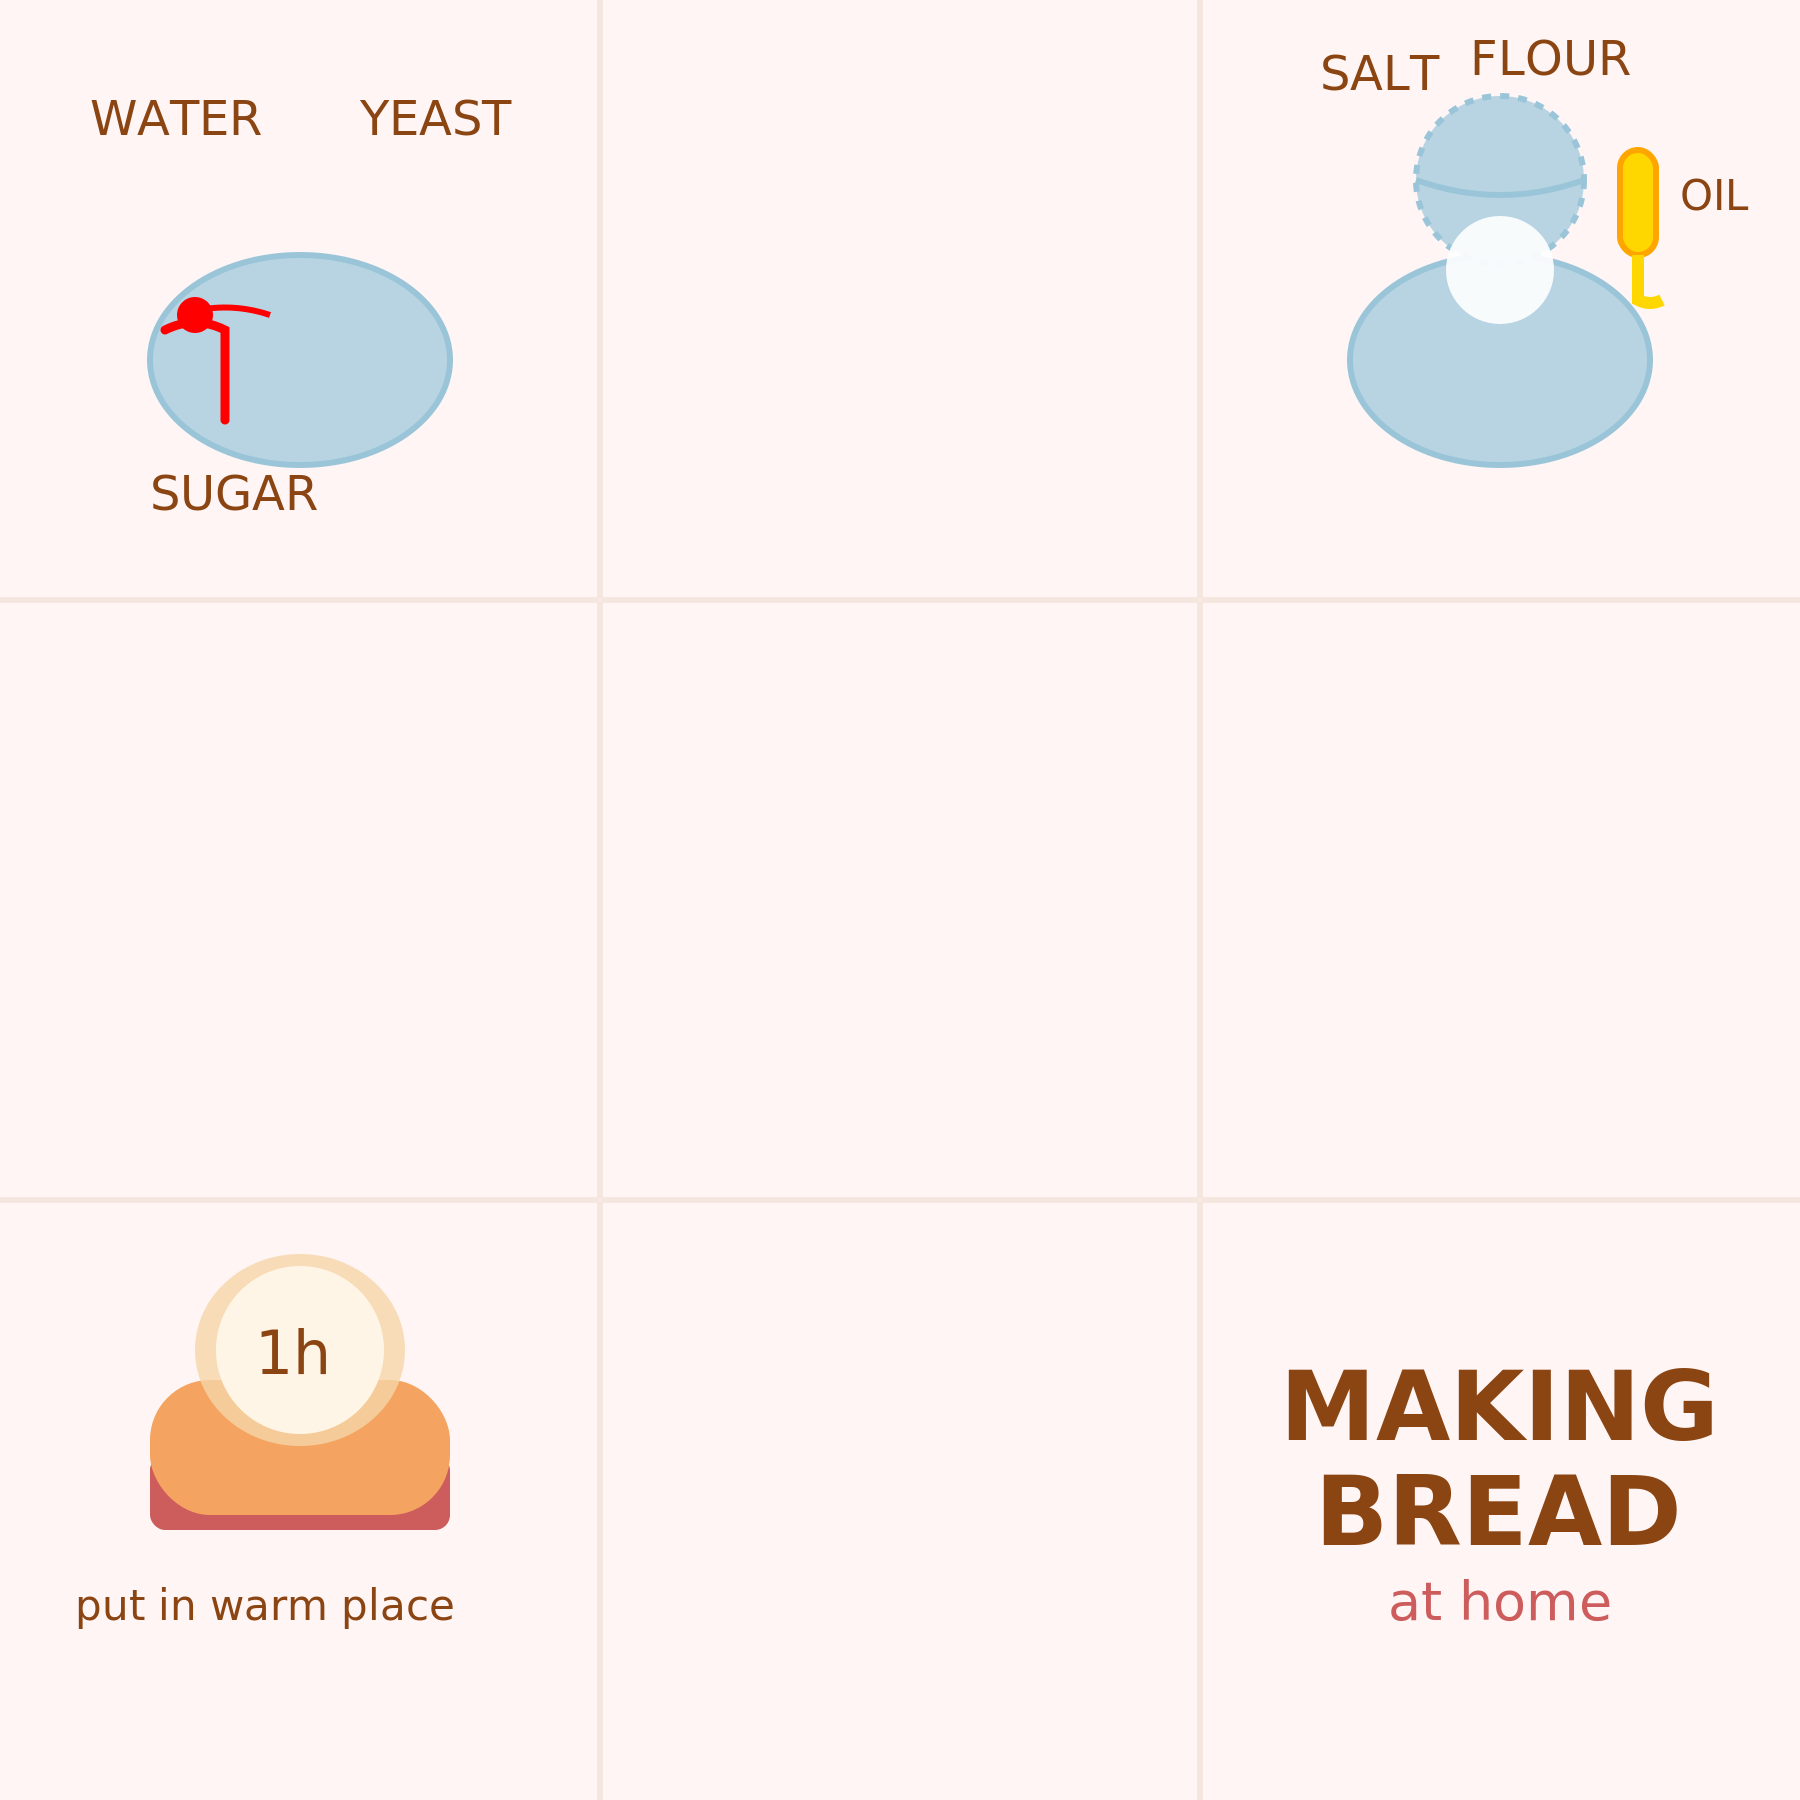 WATER
YEAST
SUGAR
SALT
FLOUR
OIL
1h
put in warm place
MAKING
BREAD
at home